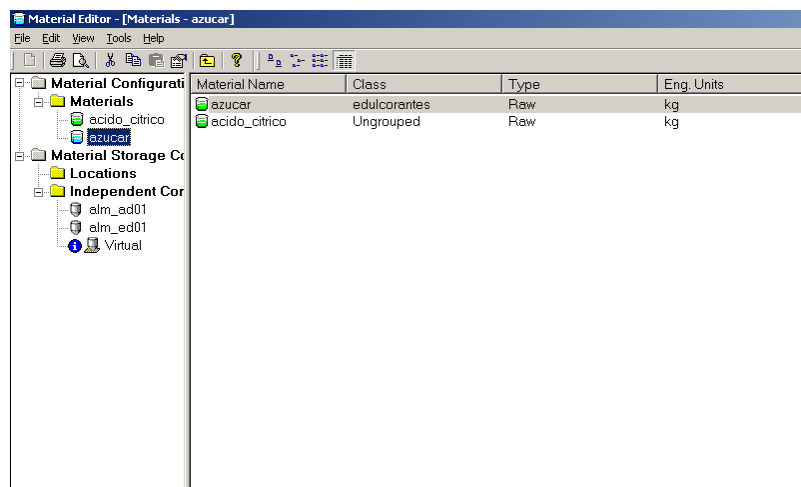 Material Editor - [Materials - azucar]
File Edit View Tools Help
Material Configurati
Materials
acido_citrico
azucar
Material Storage Co
Locations
Independent Cor
alm_ad01
alm_ed01
Virtual
Material Name Class Type Eng. Units
azucar edulcorantes Raw kg
acido_citrico Ungrouped Raw kg